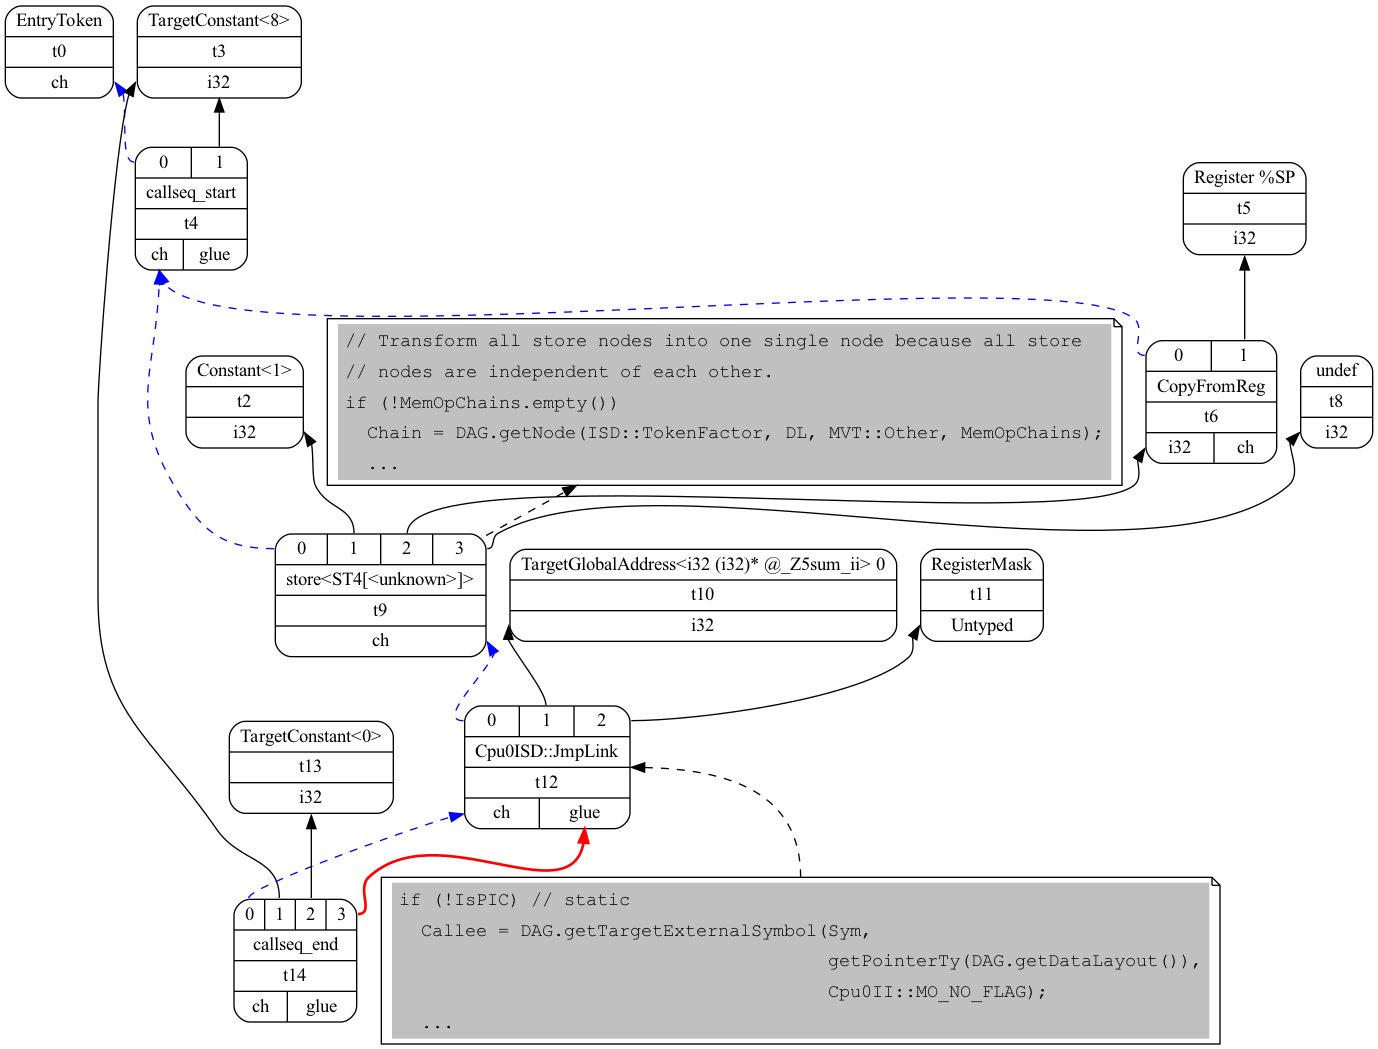 EntryToken
t0
ch
TargetConstant<8>
t3
i32
0 1
callseq_start
t4
ch glue
Register %SP
t5
i32
// Transform all store nodes into one single node because all store
// nodes are independent of each other.
if (!MemOpChains.empty())
Chain = DAG.getNode(ISD::TokenFactor, DL, MVT::Other, MemOpChains);
...
Constant<1>
t2
i32
0 1
CopyFromReg
t6
i32 ch
undef
t8
i32
0 1 2 3
store<ST4[<unknown>]>
t9
ch
TargetGlobalAddress<i32 (i32)* @_Z5sum_ii> 0
t10
i32
RegisterMask
t11
Untyped
0 1 2
Cpu0ISD::JmpLink
t12
ch glue
TargetConstant<0>
t13
i32
0 1 2 3
callseq_end
t14
ch glue
if (!IsPIC) // static
Callee = DAG.getTargetExternalSymbol(Sym,
getPointerTy(DAG.getDataLayout()),
Cpu0II::MO_NO_FLAG);
...